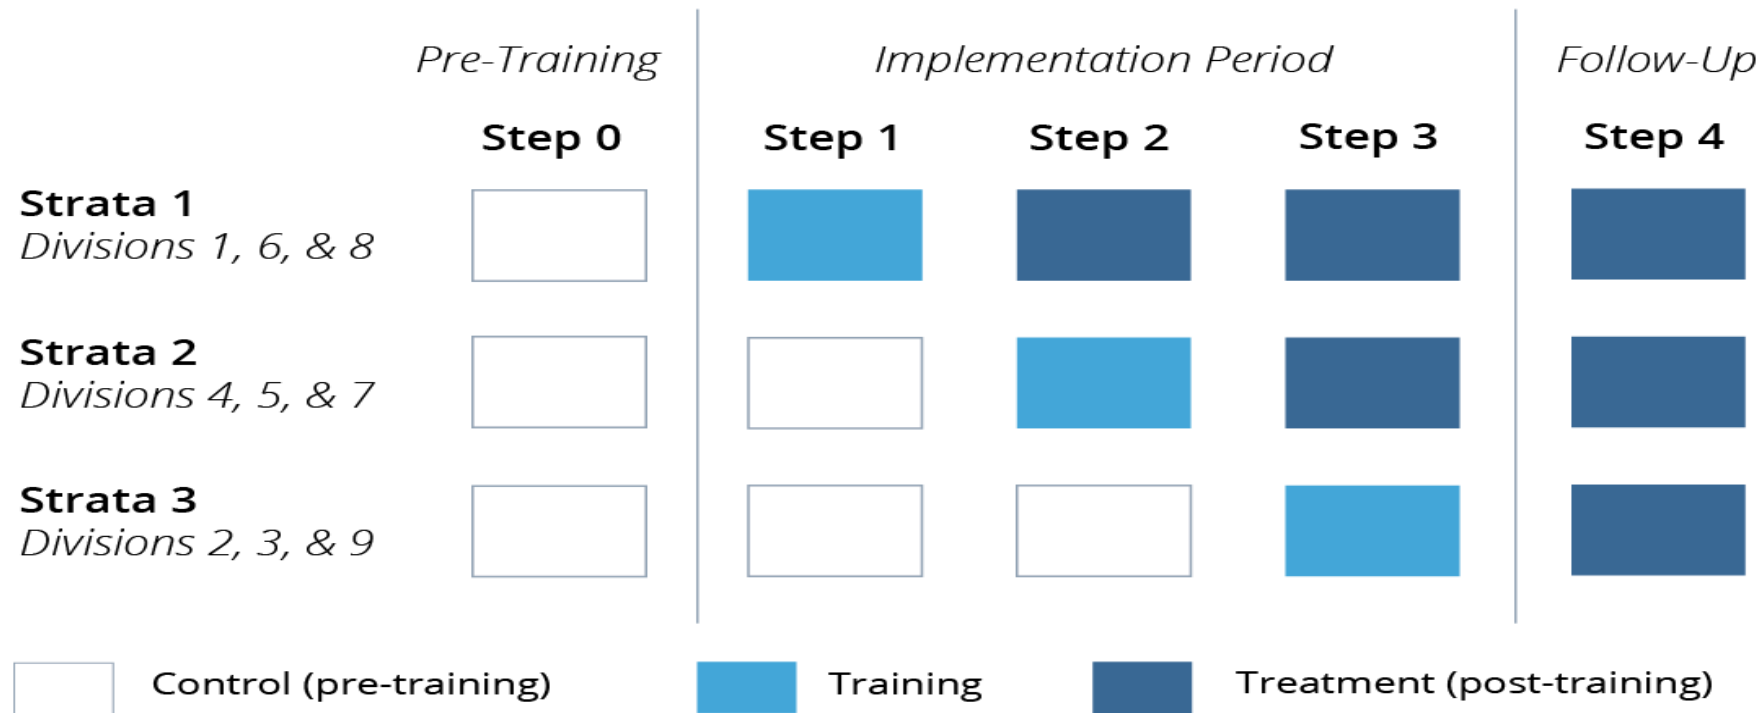 Pre-Training Implementation Period Follow-Up
Step 0 Step 1 Step 2 Step 3 Step 4
Strata 1
Divisions 1, 6, & 8
Strata 2
Divisions 4, 5, & 7
Strata 3
Divisions 2, 3, & 9
Control (pre-training) Training Treatment (post-training)